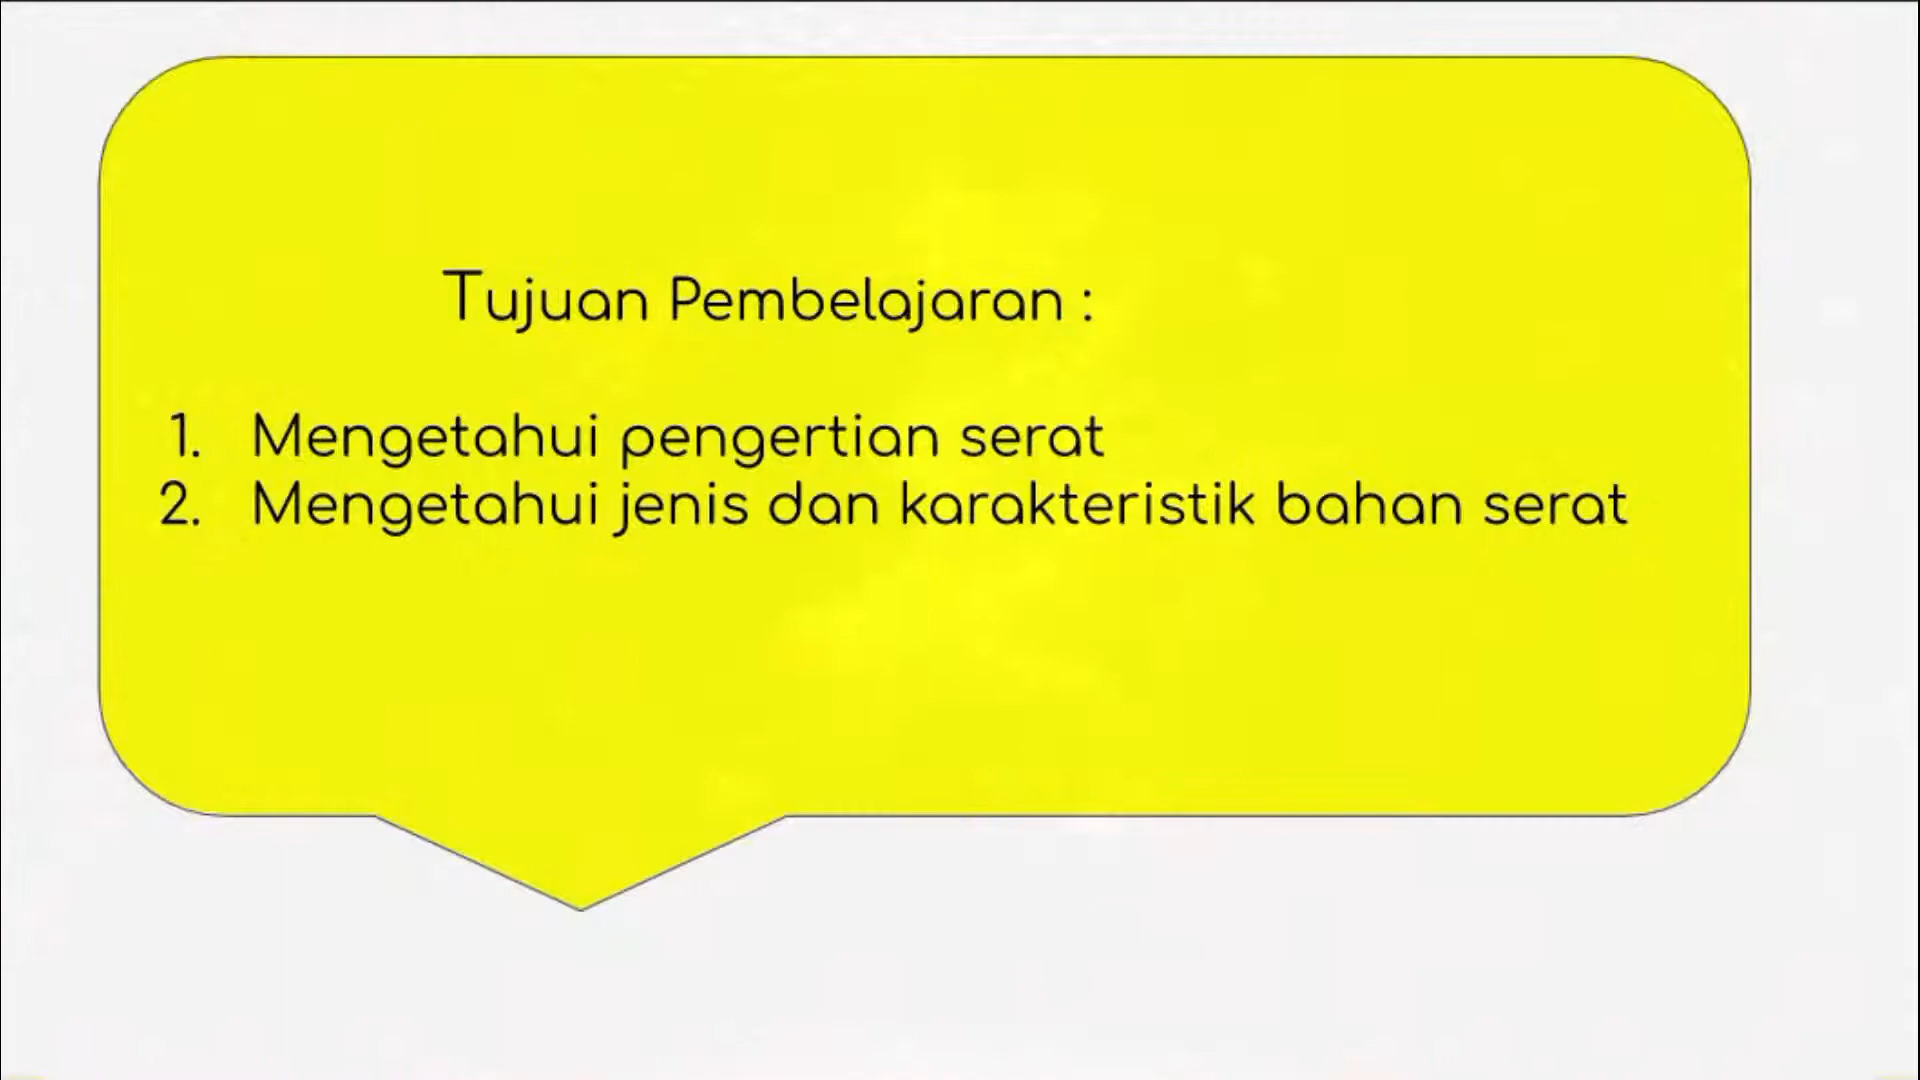 Tujuan Pembelajaran :
1. Mengetahui pengertian serat
2. Mengetahui jenis dan karakteristik bahan serat